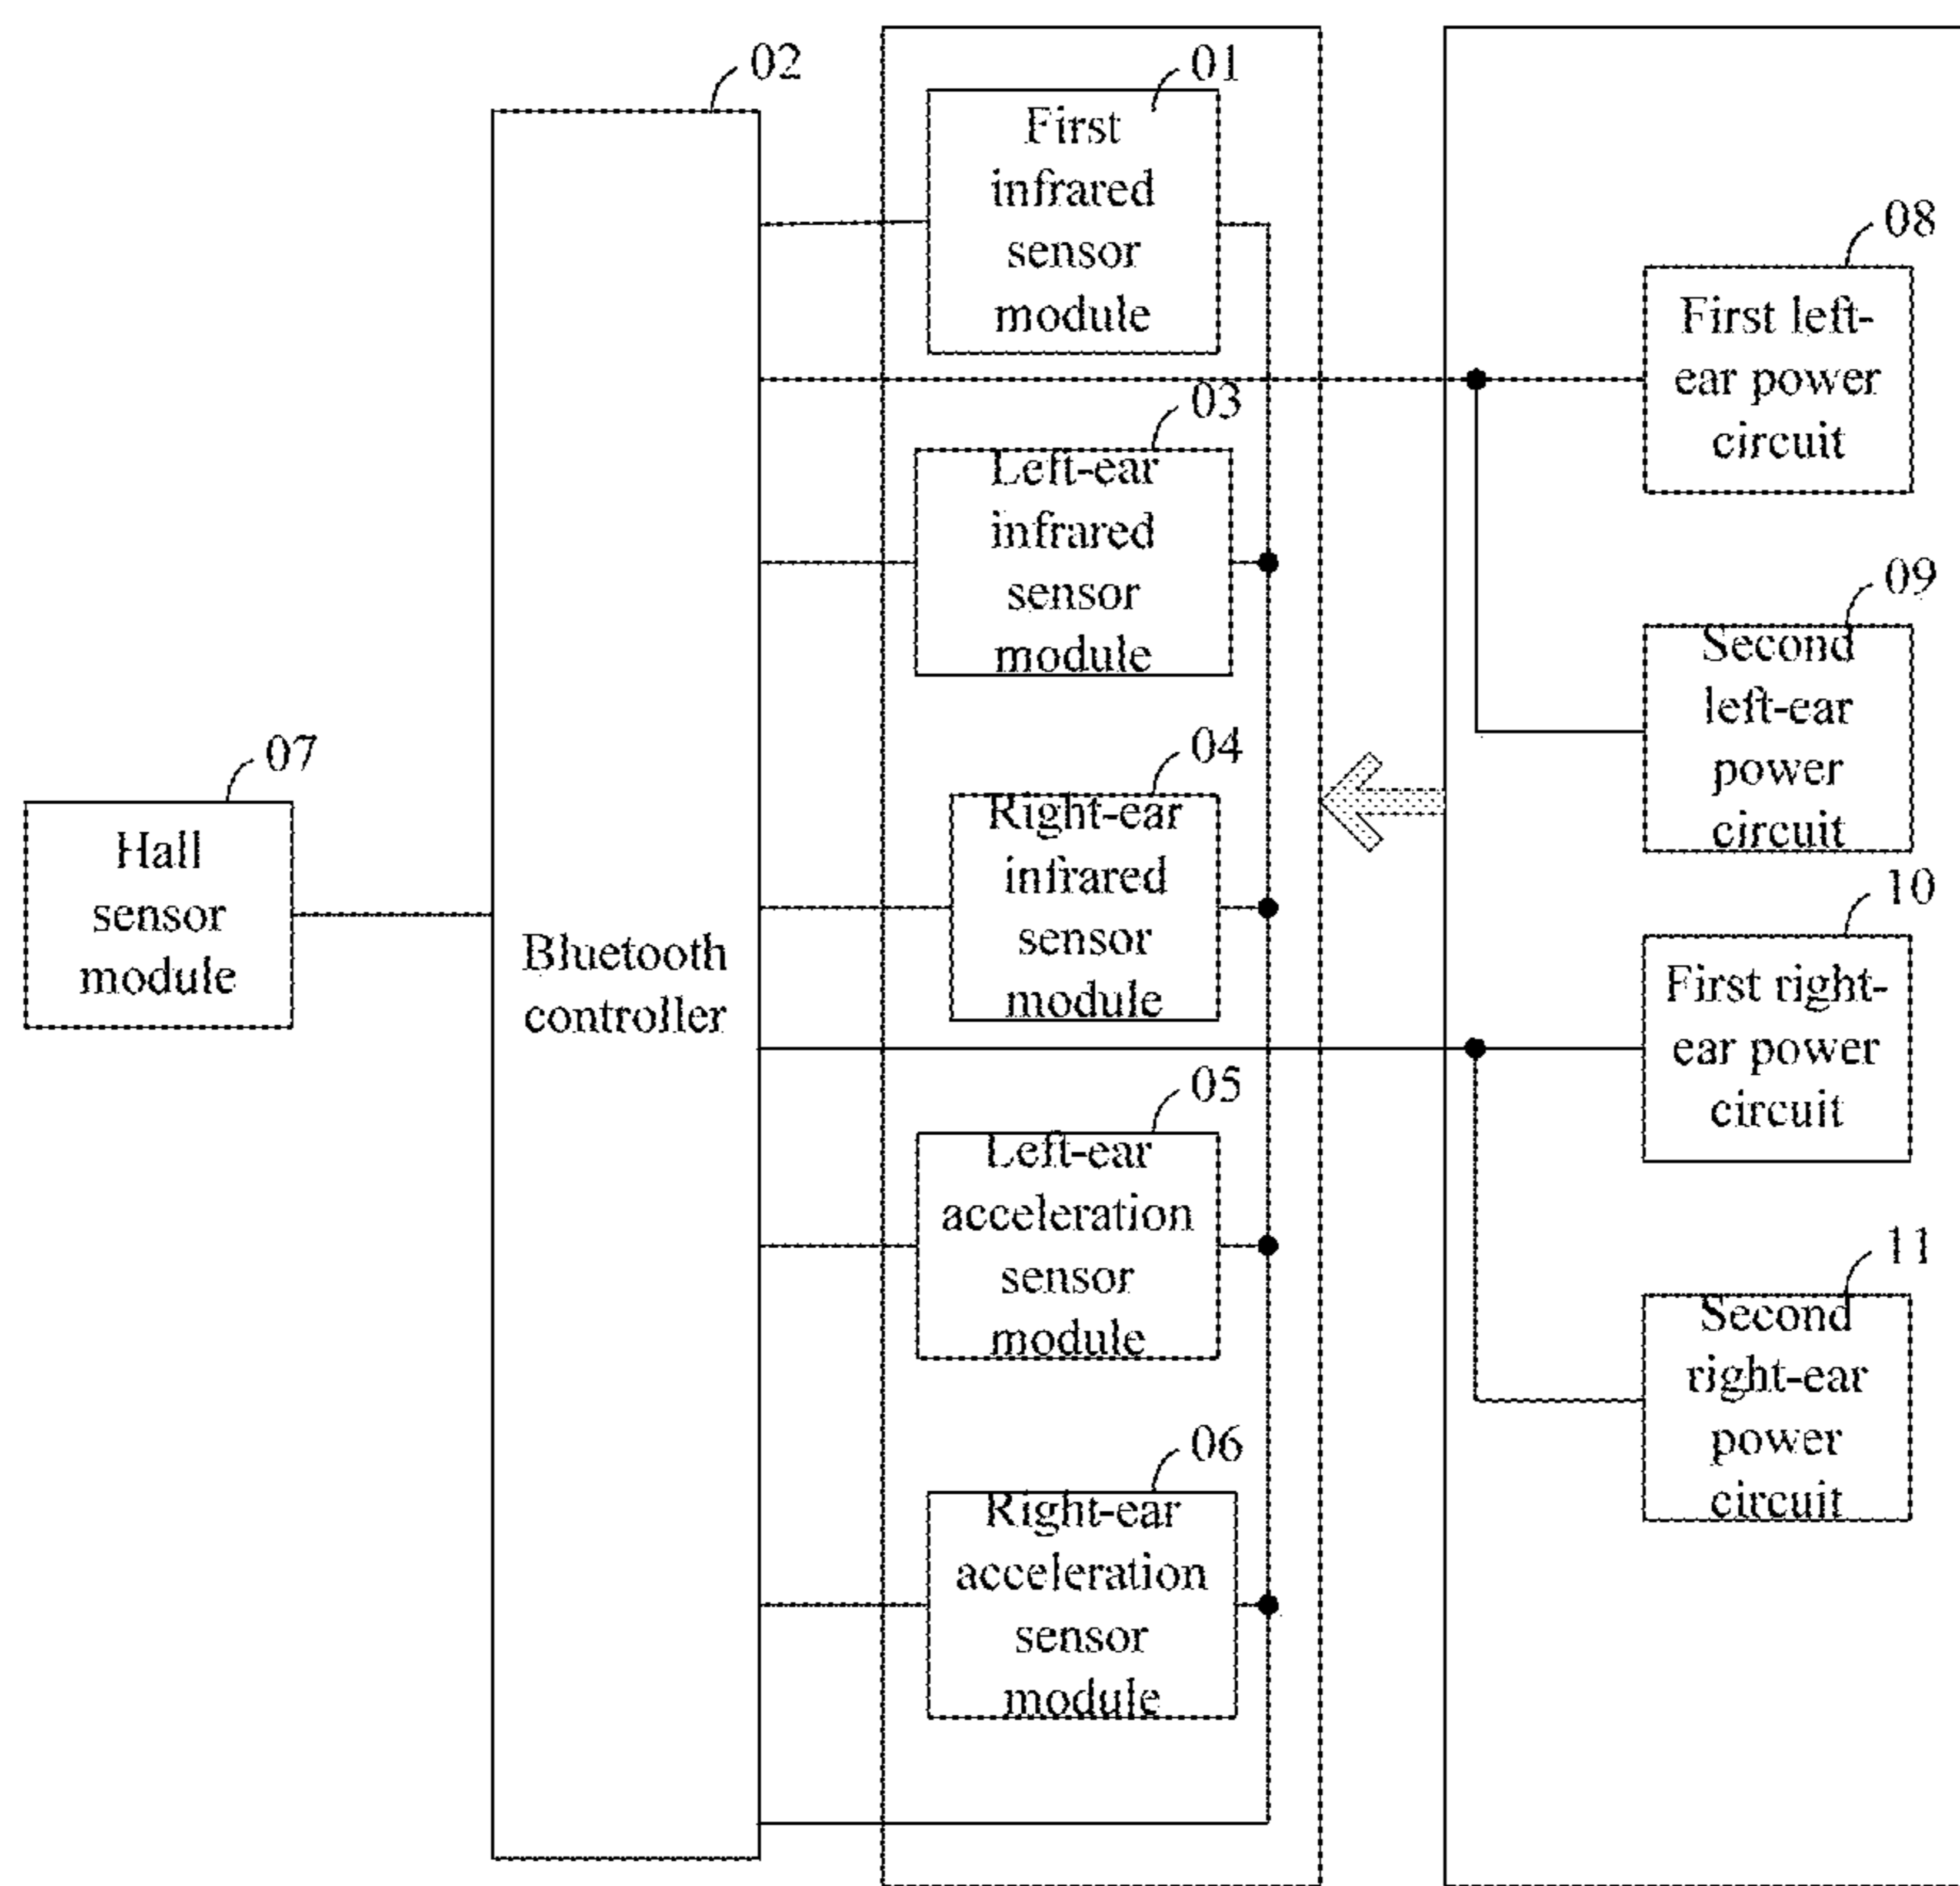 02
01
First
infrared
sensor
module
08
First left-
ear power
circuit
03
Left-ear
infrared
sensor
module
09
Second
left-ear
power
circuit
07
Hall
sensor
module
Bluetooth
controller
04
Right-ear
infrared
sensor
module
10
First right-
ear power
circuit
05
Left-ear
acceleration
sensor
module
11
Second
right-ear
power
circuit
06
Right-ear
acceleration
sensor
module